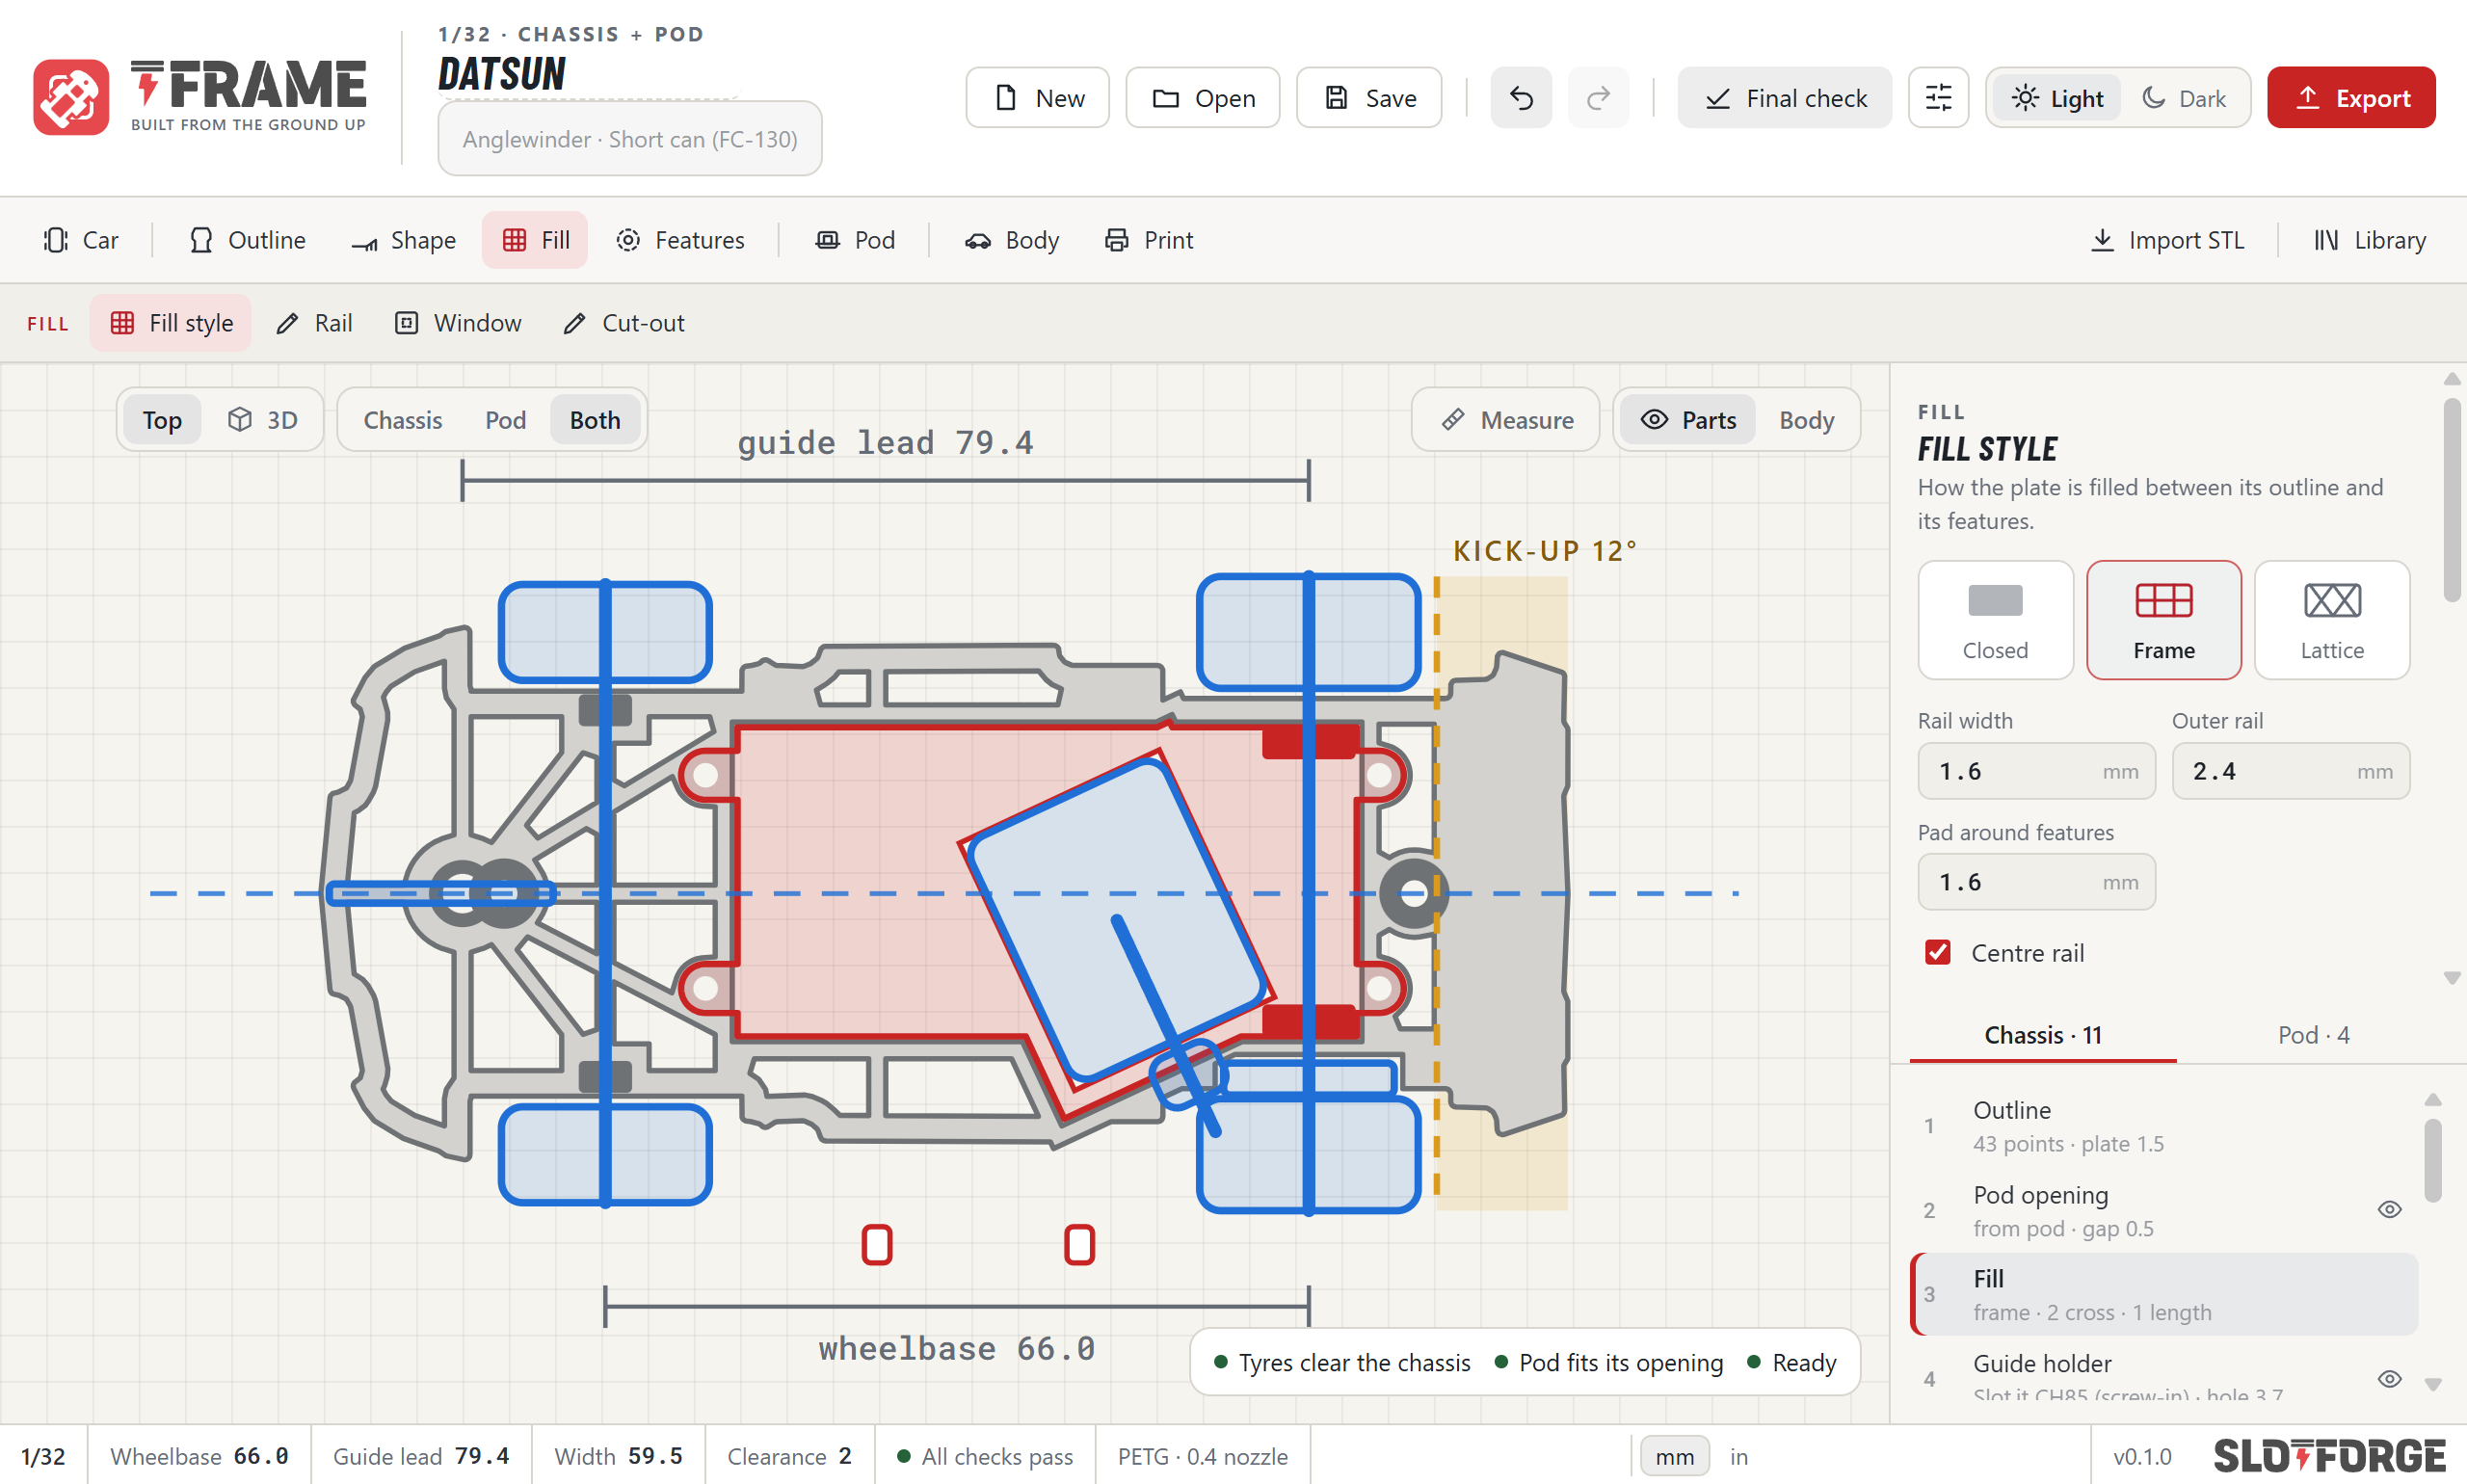 1/32 · CHASSIS + POD
FRAME
BUILT FROM THE GROUND UP
DATSUN
Anglewinder · Short can (FC-130)
New
Open
Save
Final check
Light
Dark
Export
Car
Outline
Shape
Fill
Features
Pod
Body
Print
Import STL
Library
FILL
Fill style
Rail
Window
Cut-out
Top
3D
Chassis
Pod
Both
Measure
Parts
Body
guide lead 79.4
KICK-UP 12°
wheelbase 66.0
Tyres clear the chassis
Pod fits its opening
Ready
FILL
FILL STYLE
How the plate is filled between its outline and
its features.
Closed
Frame
Lattice
Rail width
Outer rail
1.6 mm
2.4 mm
Pad around features
1.6 mm
Centre rail
Chassis · 11
Pod · 4
1
Outline
43 points · plate 1.5
2
Pod opening
from pod · gap 0.5
3
Fill
frame · 2 cross · 1 length
4
Guide holder
Slot.it CH85 (screw-in) · hole 3.7
1/32
Wheelbase 66.0
Guide lead 79.4
Width 59.5
Clearance 2
All checks pass
PETG · 0.4 nozzle
mm
in
v0.1.0
SLOTFORGE